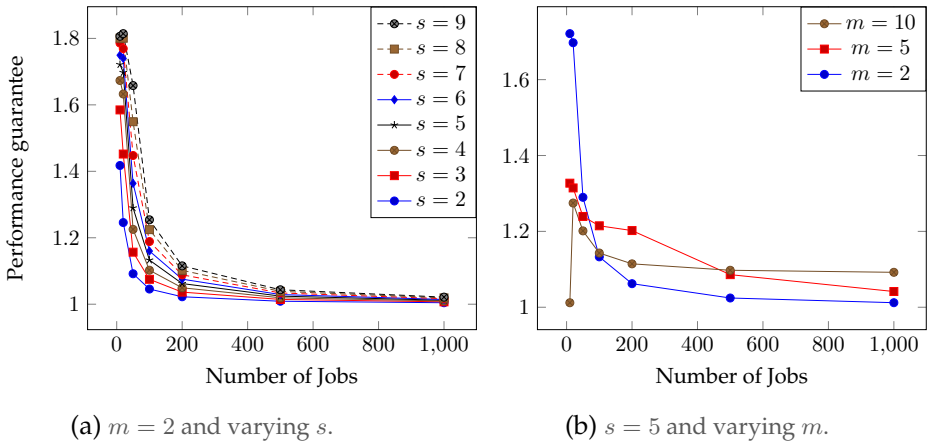 Performance guarantee
1.8
1.6
1.4
1.2
1
0
200
400
600
800
1,000
Number of Jobs
s = 9
s = 8
s = 7
s = 6
s = 5
s = 4
s = 3
s = 2
(a) m = 2 and varying s.
1.6
1.4
1.2
1
0
200
400
600
800
1,000
Number of Jobs
m = 10
m = 5
m = 2
(b) s = 5 and varying m.